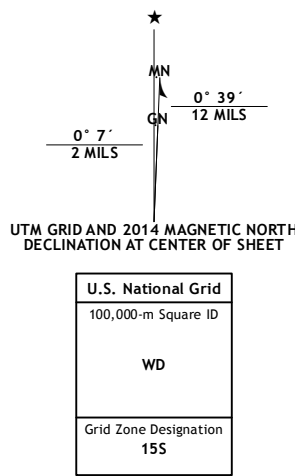 MN
0° 39´
12 MILS
GN
0° 7´
2 MILS
UTM GRID AND 2014 MAGNETIC NORTH
DECLINATION AT CENTER OF SHEET
U.S. National Grid
100,000-m Square ID
WD
Grid Zone Designation
15S